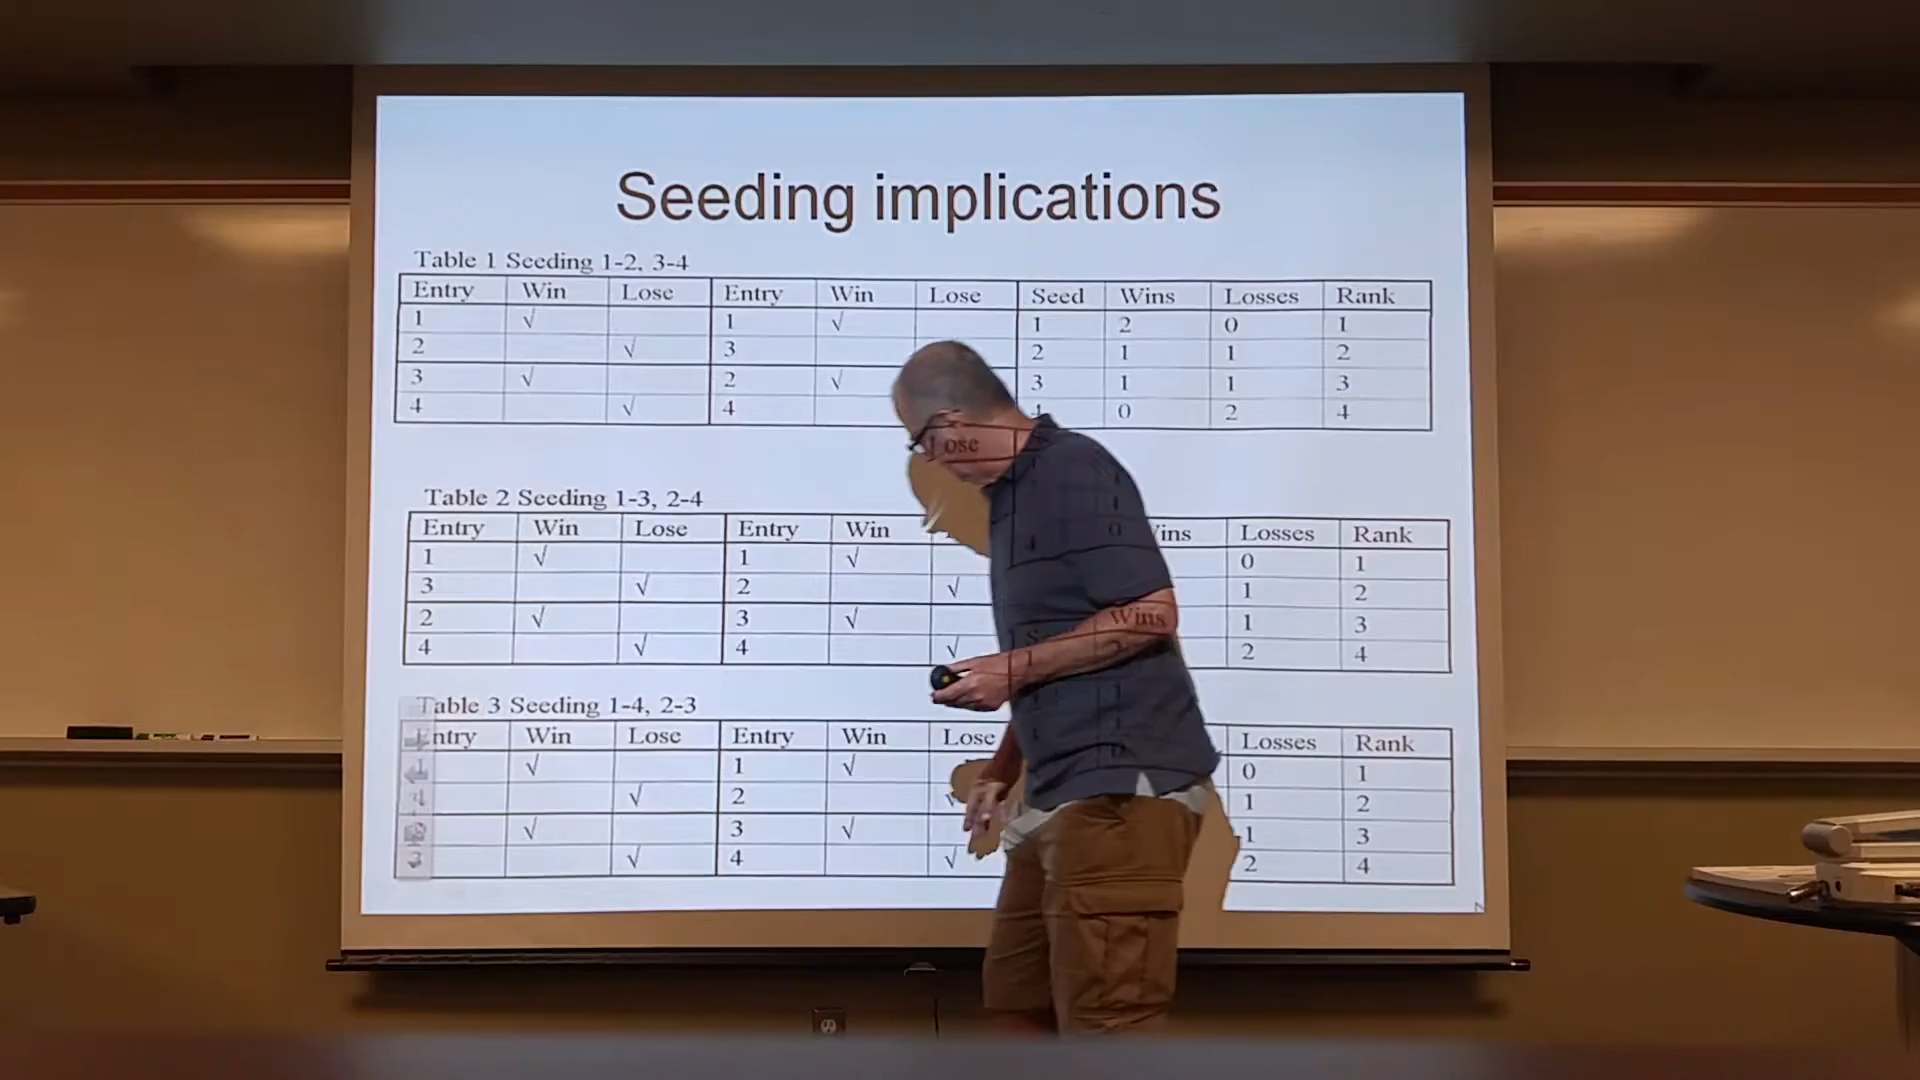 Seeding implications
Table 1 Seeding 1-2, 3-4
Entry Win Lose Entry Win Lose Seed Wins Losses Rank
1 √ 1 √ 1 2 0 1
2 √ 3 2 1 1 2
3 √ 2 √ 3 1 1 3
4 √ 4 4 0 2 4
Table 2 Seeding 1-3, 2-4
Entry Win Lose Entry Win Losses Rank
1 √ 1 √ 0 1
3 √ 2 √ 1 2
2 √ 3 √ 1 3
4 √ 4 √ 2 4
Table 3 Seeding 1-4, 2-3
Entry Win Lose Entry Win Lose Losses Rank
1 √ 1 √ 0 1
4 √ 2 √ 1 2
√ 3 √ 1 3
3 √ 4 √ 2 4